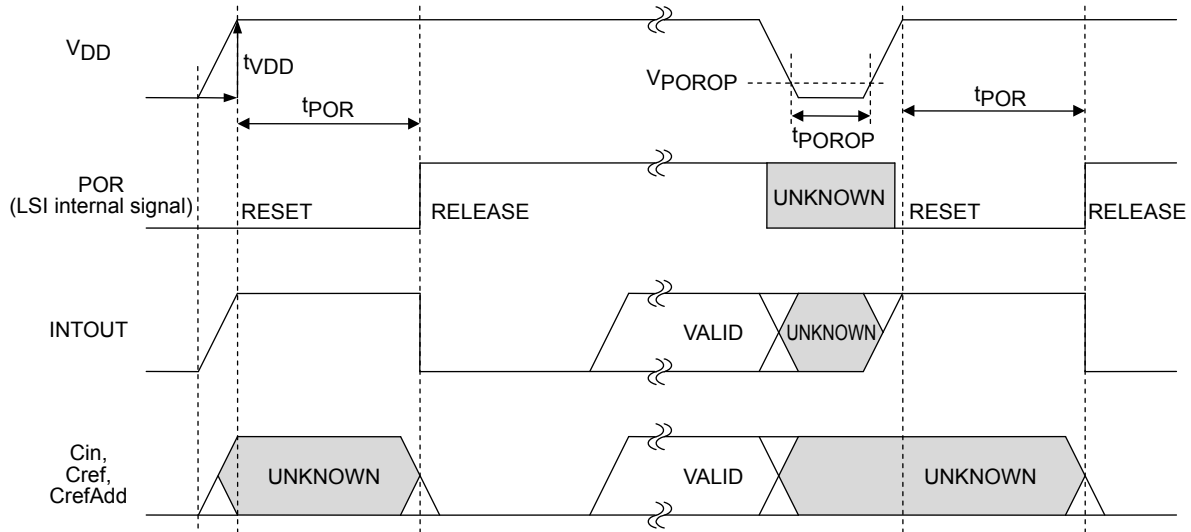 VDD
tVDD
tPOR
VPOROP
tPOROP
tPOR
POR
(LSI internal signal)
RESET
RELEASE
UNKNOWN
RESET
RELEASE
INTOUT
VALID
UNKNOWN
Cin,
Cref,
CrefAdd
UNKNOWN
VALID
UNKNOWN